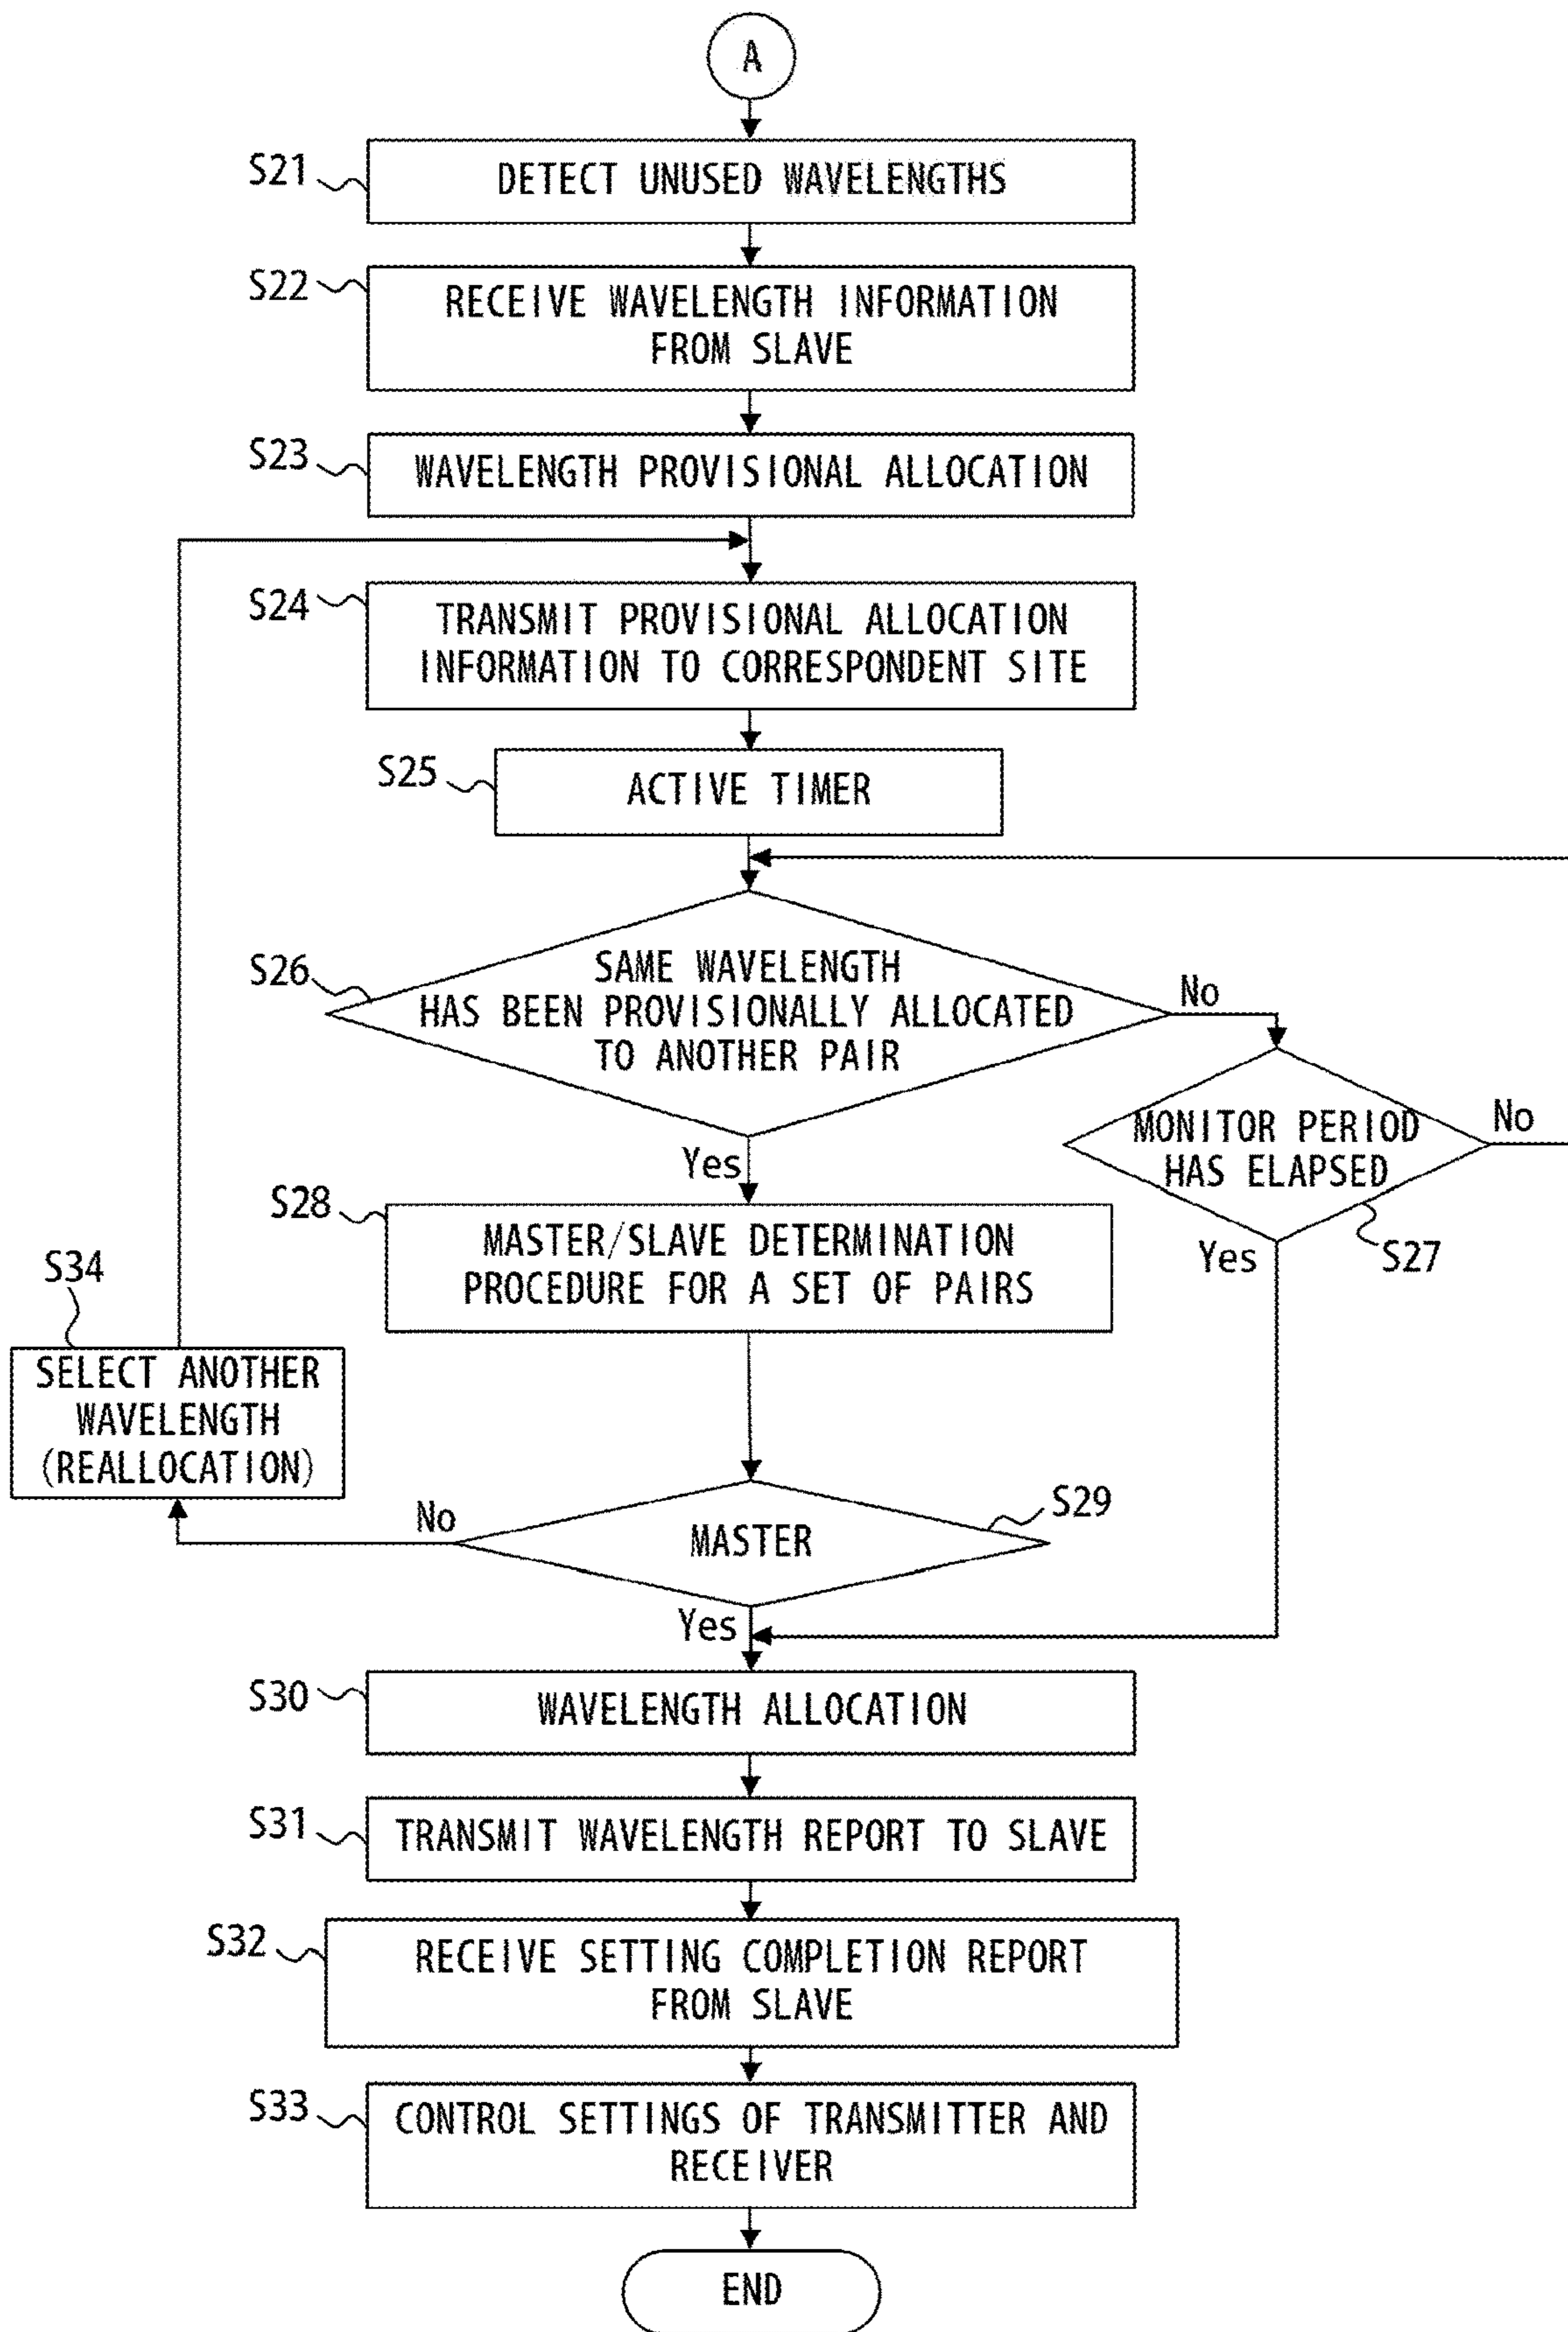 A
S21
DETECT UNUSED WAVELENGTHS
S22
RECEIVE WAVELENGTH INFORMATION
FROM SLAVE
S23
WAVELENGTH PROVISIONAL ALLOCATION
S24
TRANSMIT PROVISIONAL ALLOCATION
INFORMATION TO CORRESPONDENT SITE
S25
ACTIVE TIMER
S26
SAME WAVELENGTH
HAS BEEN PROVISIONALLY ALLOCATED
TO ANOTHER PAIR
No
Yes
MONITOR PERIOD
HAS ELAPSED
No
S27
Yes
S28
MASTER/SLAVE DETERMINATION
PROCEDURE FOR A SET OF PAIRS
S34
SELECT ANOTHER
WAVELENGTH
(REALLOCATION)
No
MASTER
S29
Yes
S30
WAVELENGTH ALLOCATION
S31
TRANSMIT WAVELENGTH REPORT TO SLAVE
S32
RECEIVE SETTING COMPLETION REPORT
FROM SLAVE
S33
CONTROL SETTINGS OF TRANSMITTER AND
RECEIVER
END